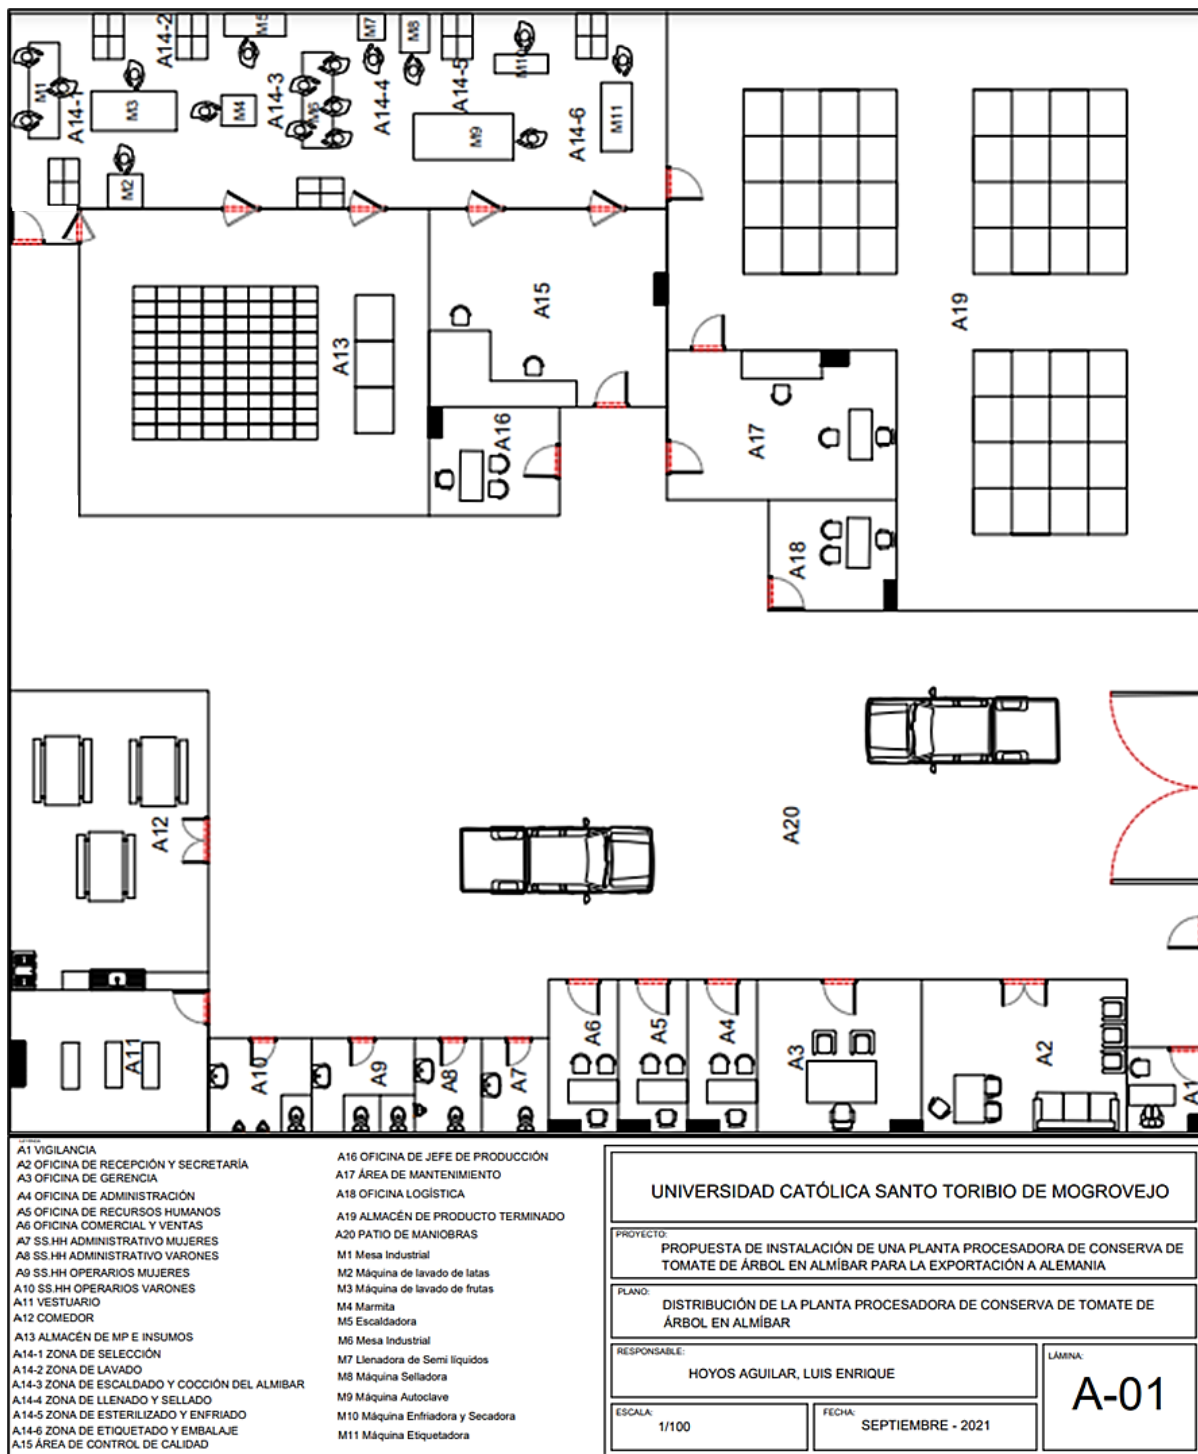 A14-2
M5
M7
M8
M10
M1
A14-1
M3
M4
A14-3
M6
A14-4
A14-5
M9
A14-6
M11
M2
A15
A13
A19
A16
A17
A18
A12
A20
A11
A10
A9
A8
A7
A6
A5
A4
A3
A2
A1
A1 VIGILANCIA
A2 OFICINA DE RECEPCIÓN Y SECRETARÍA
A3 OFICINA DE GERENCIA
A4 OFICINA DE ADMINISTRACIÓN
A5 OFICINA DE RECURSOS HUMANOS
A6 OFICINA COMERCIAL Y VENTAS
A7 SS.HH ADMINISTRATIVO MUJERES
A8 SS.HH ADMINISTRATIVO VARONES
A9 SS.HH OPERARIOS MUJERES
A10 SS.HH OPERARIOS VARONES
A11 VESTUARIO
A12 COMEDOR
A13 ALMACÉN DE MP E INSUMOS
A14-1 ZONA DE SELECCIÓN
A14-2 ZONA DE LAVADO
A14-3 ZONA DE ESCALDADO Y COCCIÓN DEL ALMIBAR
A14-4 ZONA DE LLENADO Y SELLADO
A14-5 ZONA DE ESTERILIZADO Y ENFRIADO
A14-6 ZONA DE ETIQUETADO Y EMBALAJE
A15 ÁREA DE CONTROL DE CALIDAD
A16 OFICINA DE JEFE DE PRODUCCIÓN
A17 ÁREA DE MANTENIMIENTO
A18 OFICINA LOGÍSTICA
A19 ALMACÉN DE PRODUCTO TERMINADO
A20 PATIO DE MANIOBRAS
M1 Mesa Industrial
M2 Máquina de lavado de latas
M3 Máquina de lavado de frutas
M4 Marmita
M5 Escaldadora
M6 Mesa Industrial
M7 Llenadora de Semi líquidos
M8 Máquina Selladora
M9 Máquina Autoclave
M10 Máquina Enfriadora y Secadora
M11 Máquina Etiquetadora
UNIVERSIDAD CATÓLICA SANTO TORIBIO DE MOGROVEJO
PROYECTO:
PROPUESTA DE INSTALACIÓN DE UNA PLANTA PROCESADORA DE CONSERVA DE
TOMATE DE ÁRBOL EN ALMÍBAR PARA LA EXPORTACIÓN A ALEMANIA
PLANO:
DISTRIBUCIÓN DE LA PLANTA PROCESADORA DE CONSERVA DE TOMATE DE
ÁRBOL EN ALMÍBAR
RESPONSABLE:
HOYOS AGUILAR, LUIS ENRIQUE
LÁMINA:
A-01
ESCALA:
1/100
FECHA:
SEPTIEMBRE - 2021